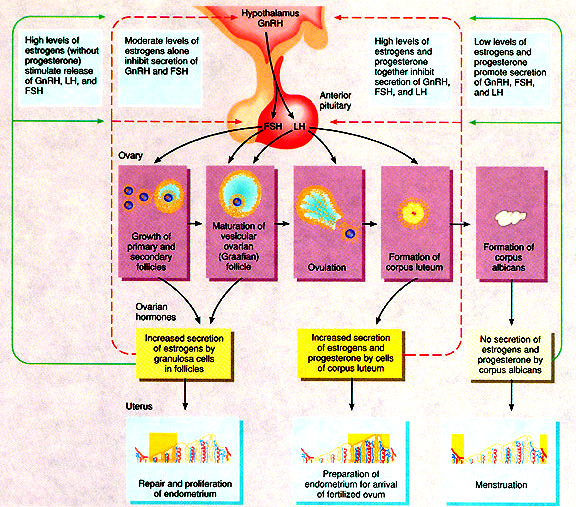 Hypothalamus
GnRH
High levels of
estrogens (without
progesterone)
stimulate release
of GnRH, LH, and
FSH
Moderate levels of
estrogens alone
inhibit secretion of
GnRH and FSH
High levels of
estrogens and
progesterone
together inhibit
secretion of GnRH,
FSH, and LH
Low levels of
estrogens and
progesterone
promote secretion
of GnRH, FSH,
and LH
Anterior
pituitary
FSH
LH
Ovary
Growth of
primary and
secondary
follicles
Maturation of
vesicular
ovarian
(Graafian)
follicle
Ovulation
Formation of
corpus luteum
Formation of
corpus
albicans
Ovarian
hormones
Increased secretion
of estrogens by
granulosa cells
in follicles
Increased secretion
of estrogens and
progesterone by cells
of corpus luteum
No secretion of
estrogens and
progesterone by
corpus albicans
Uterus
Repair and proliferation
of endometrium
Preparation of
endometrium for arrival
of fertilized ovum
Menstruation